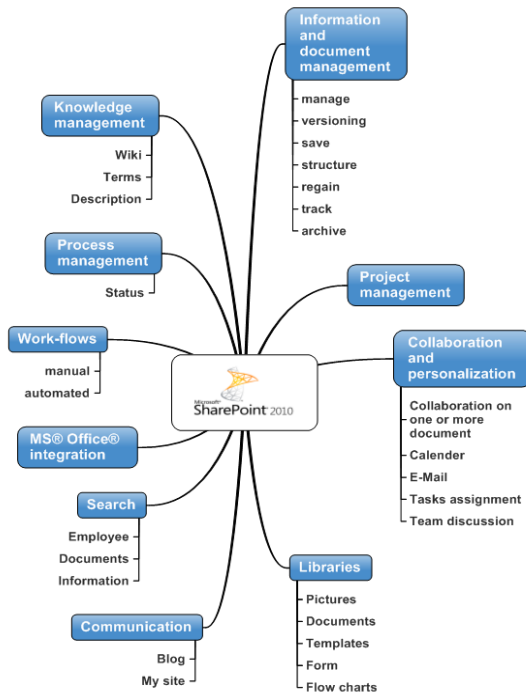 Information
and
document
management
manage
versioning
save
structure
regain
track
archive
Knowledge
management
Wiki
Terms
Description
Process
management
Status
Project
management
Work-flows
manual
automated
Collaboration
and
personalization
Collaboration on
one or more
document
Calender
E-Mail
Tasks assignment
Team discussion
Microsoft®
SharePoint® 2010
MS® Office®
integration
Search
Employee
Documents
Information
Libraries
Pictures
Documents
Templates
Form
Flow charts
Communication
Blog
My site